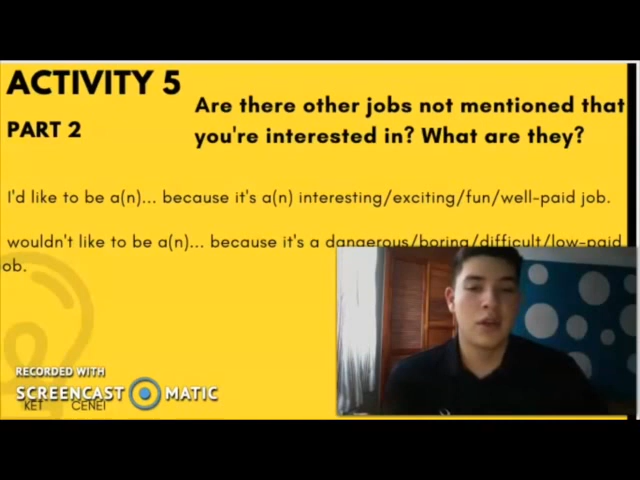 ACTIVITY 5
PART 2
Are there other jobs not mentioned that
you're interested in? What are they?
I'd like to be a(n)... because it's a(n) interesting/exciting/fun/well-paid job.
wouldn't like to be a(n)... because it's a dangerous/boring/difficult/low-paid
ob.
RECORDED WITH
SCREENCAST MATIC
KET CENEI